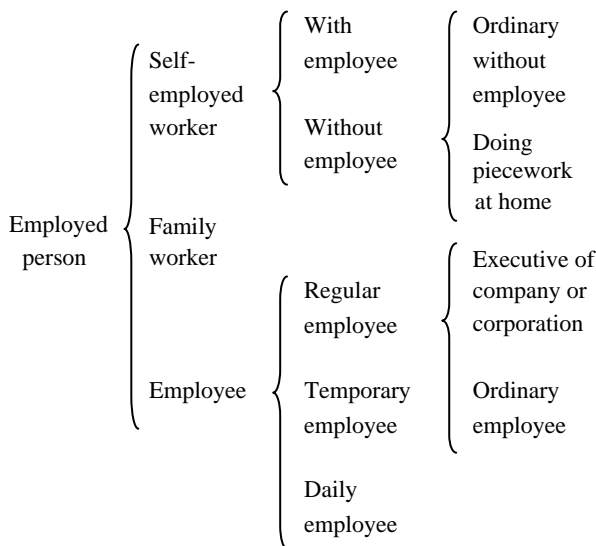 Employed
person
Self-
employed
worker
Family
worker
Employee
With
employee
Without
employee
Regular
employee
Temporary
employee
Daily
employee
Ordinary
without
employee
Doing
piecework
at home
Executive of
company or
corporation
Ordinary
employee